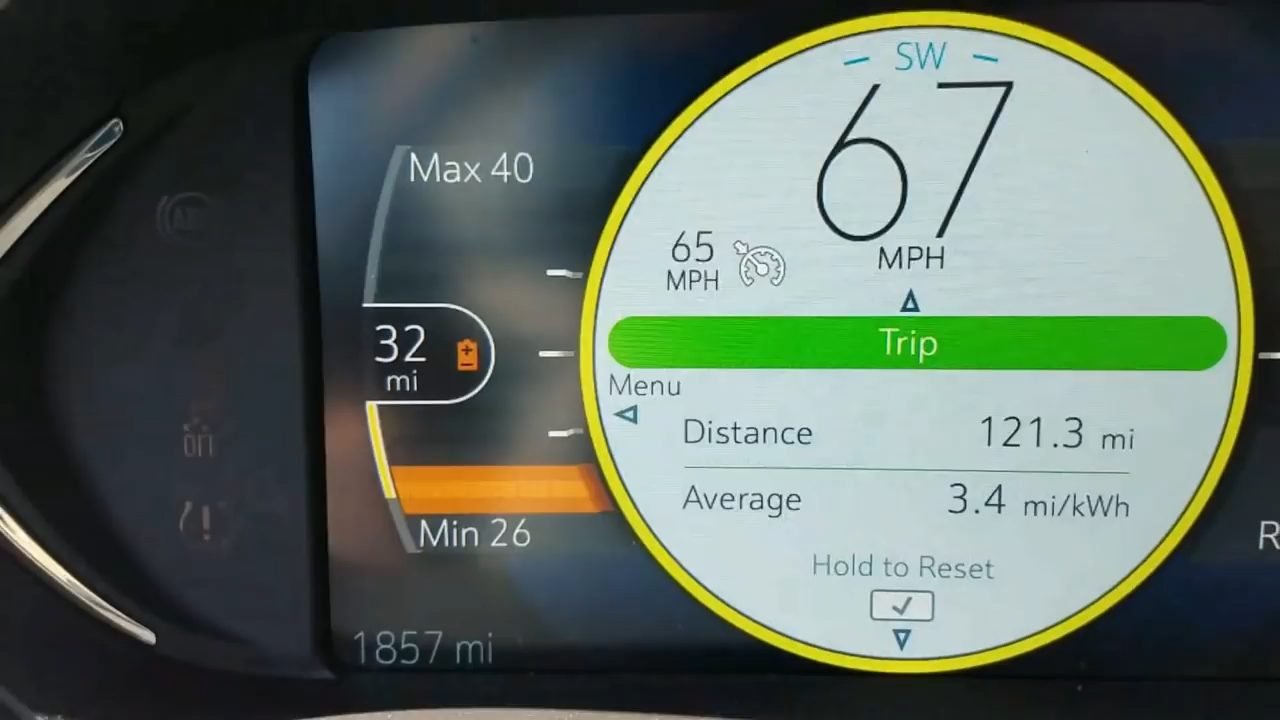 SW
67
MPH
65
MPH
Max 40
32
mi
Min 26
1857 mi
Trip
Menu
Distance 121.3 mi
Average 3.4 mi/kWh
Hold to Reset
OFF
R